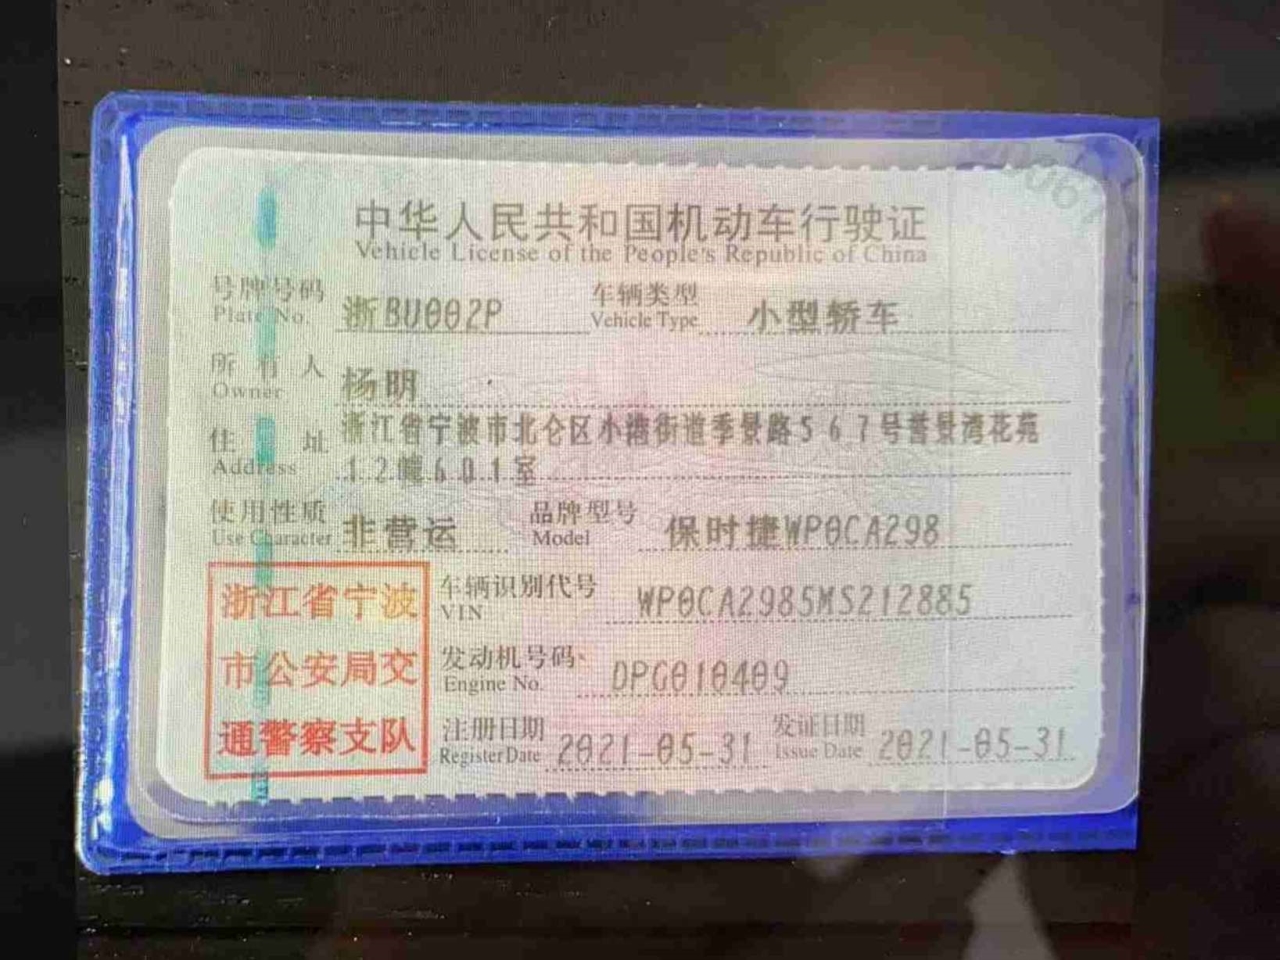 中华人民共和国机动车行驶证
Vehicle License of the People's Republic of China
号牌号码 浙BU002P 车辆类型 小型轿车
Plate No. Vehicle Type
所有人 杨明
Owner
住址 浙江省宁波市北仑区小港街道季景路567号誉景湾花苑
Address 12幢601室
使用性质 非营运 品牌型号 保时捷WP0CA298
Use Character Model
浙江省宁波 车辆识别代号 WP0CA2985MS212885
VIN
市公安局交 发动机号码 DPG010409
Engine No.
通警察支队 注册日期 2021-05-31 发证日期 2021-05-31
Register Date Issue Date